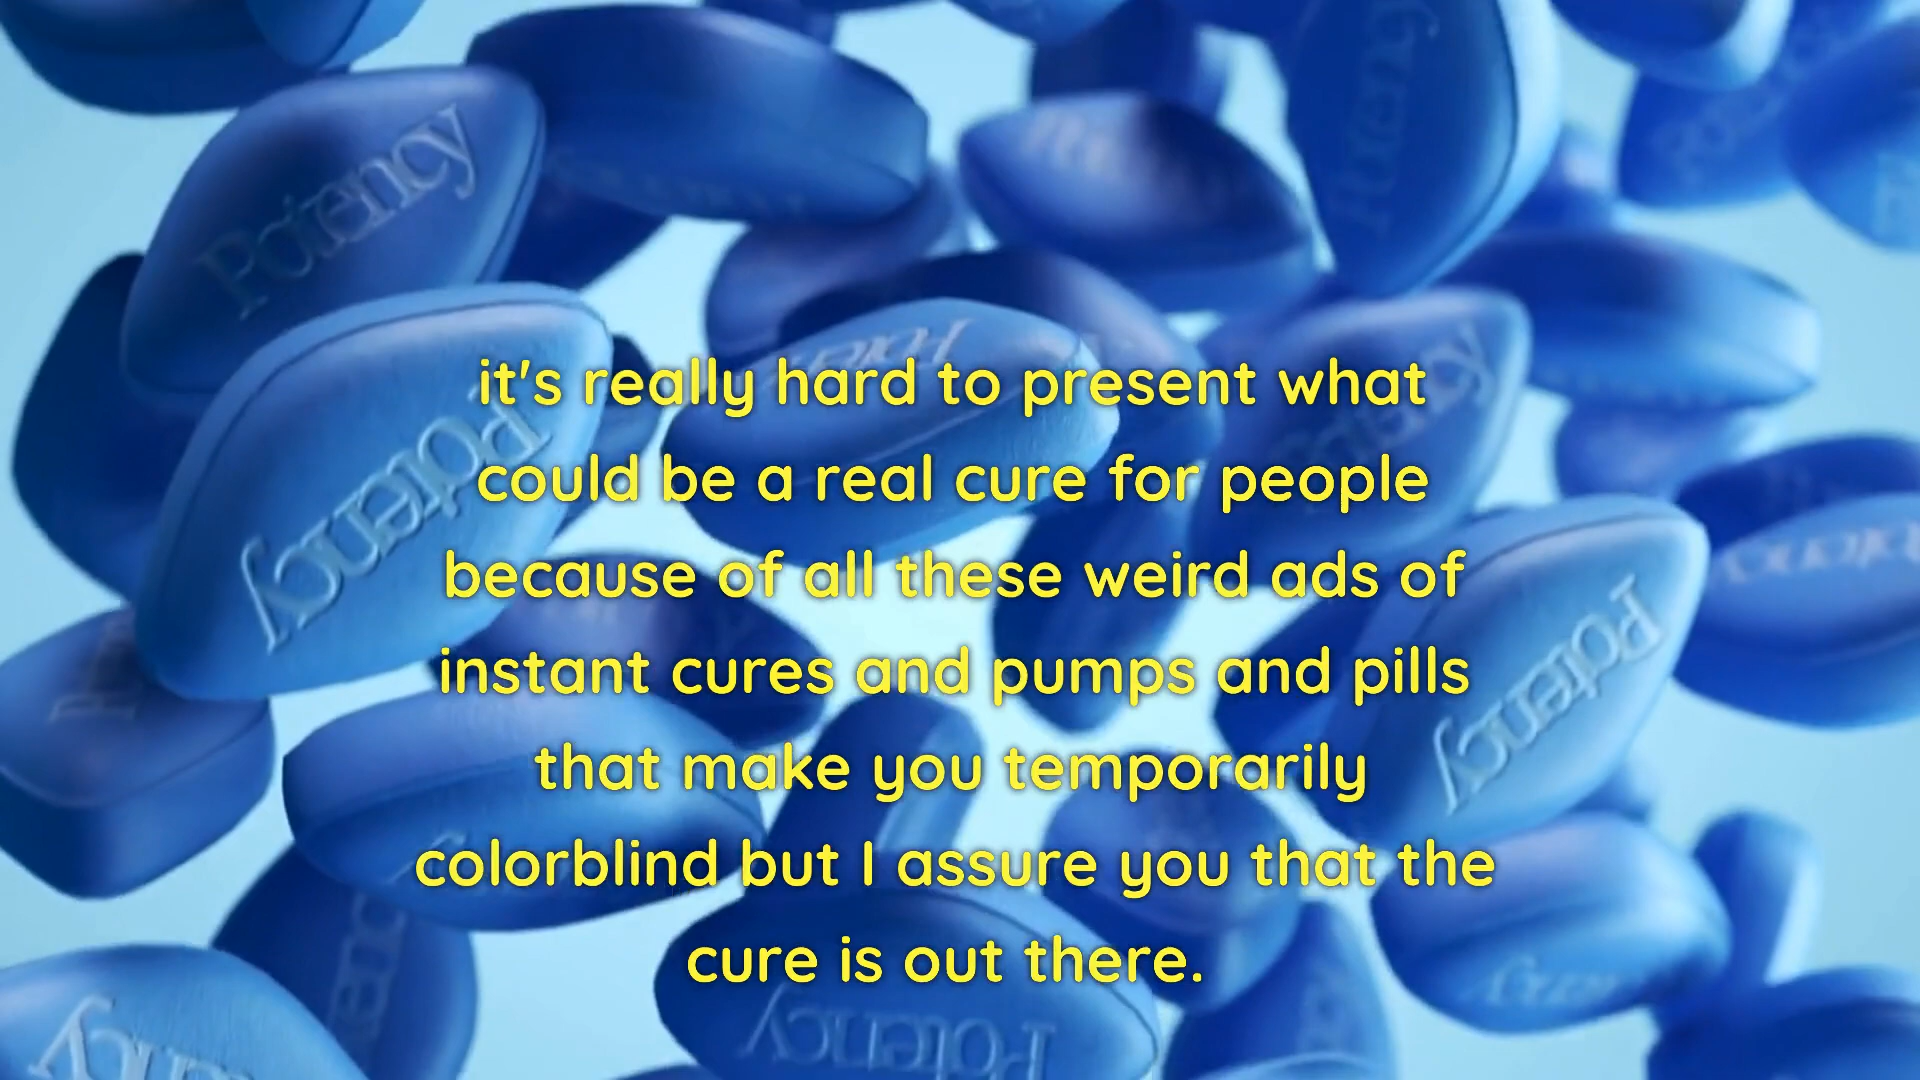 Potency
Potency
it's really hard to present what
could be a real cure for people
because of all these weird ads of
instant cures and pumps and pills
that make you temporarily
colorblind but I assure you that the
cure is out there.
Potency
Potency